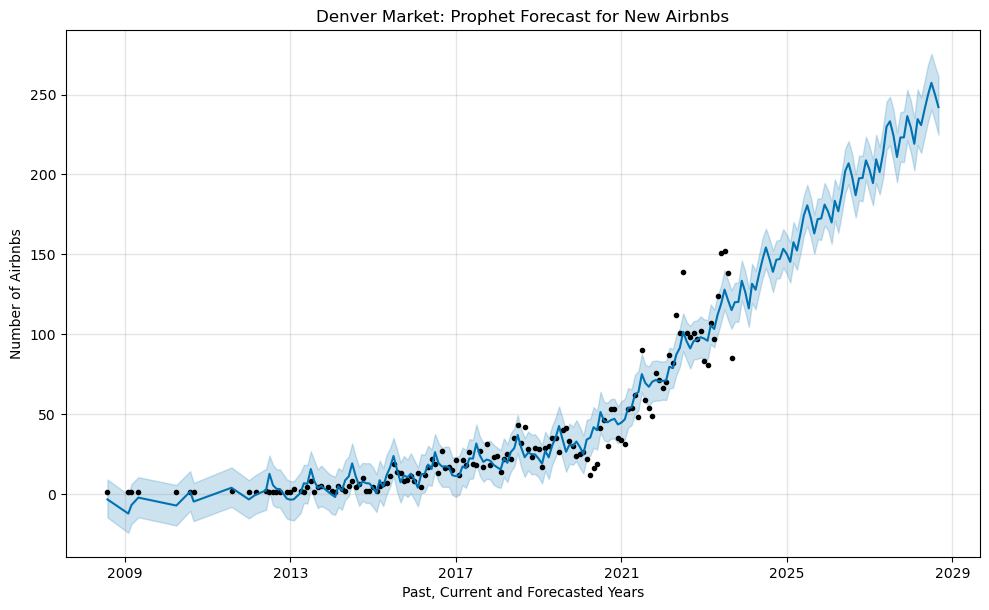 Denver Market: Prophet Forecast for New Airbnbs
Number of Airbnbs
250
200
150
100
50
0
2009 2013 2017 2021 2025 2029
Past, Current and Forecasted Years